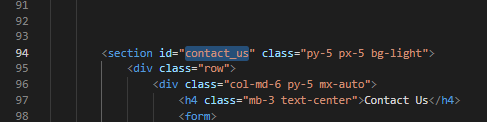 91
92
93
94 <section id="contact_us" class="py-5 px-5 bg-light">
95 <div class="row">
96 <div class="col-md-6 py-5 mx-auto">
97 <h4 class="mb-3 text-center">Contact Us</h4>
98 <form>